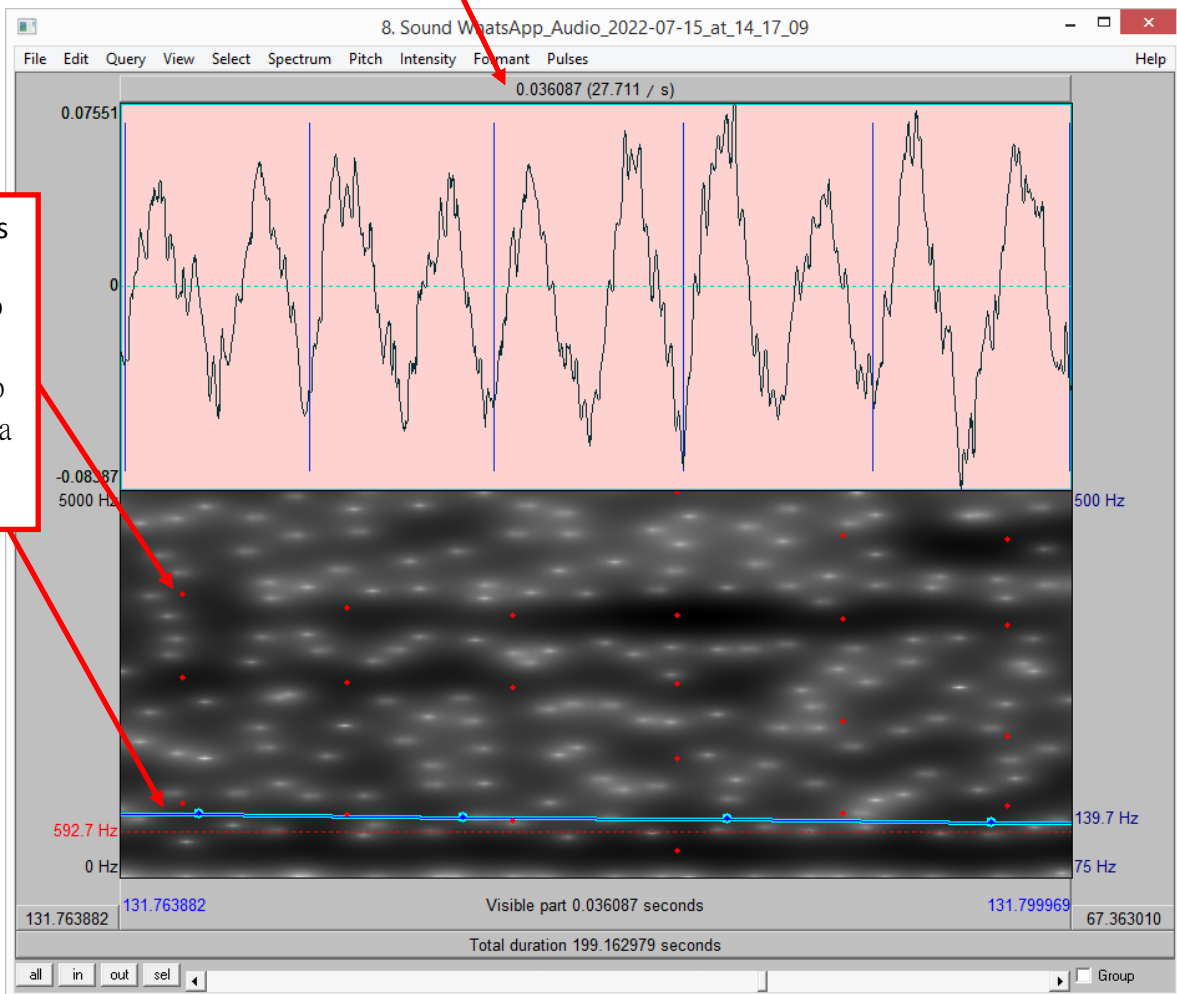 8. Sound WhatsApp_Audio_2022-07-15_at_14_17_09
File Edit Query View Select Spectrum Pitch Intensity Formant Pulses Help
0.036087 (27.711 / s)
0.07551
s
0
o
o
a
-0.08387
5000 Hz
500 Hz
592.7 Hz
139.7 Hz
0 Hz
75 Hz
131.763882
131.763882
Visible part 0.036087 seconds
131.799969
67.363010
Total duration 199.162979 seconds
all in out sel
Group